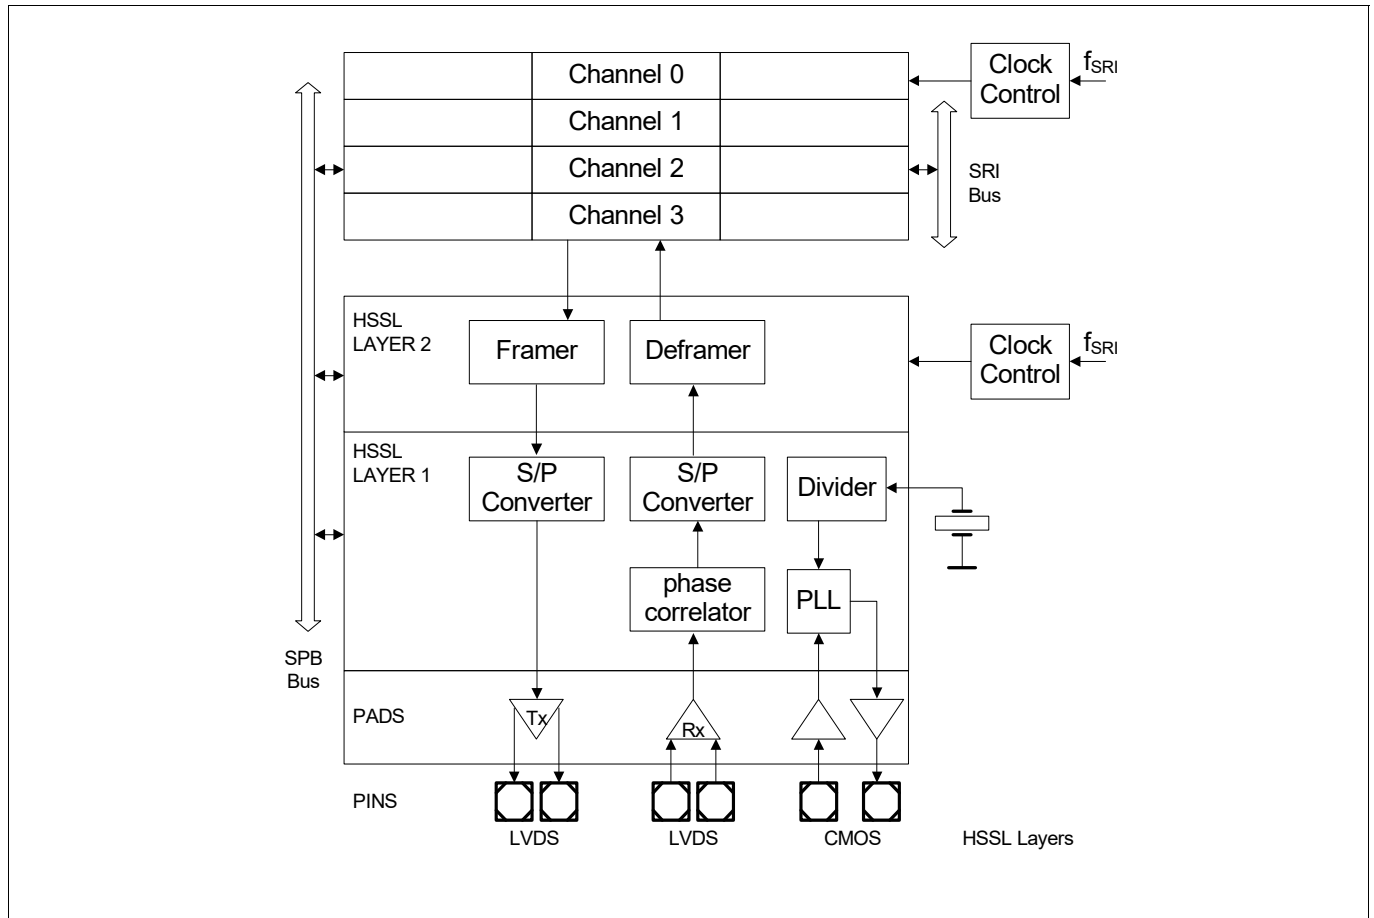 Channel 0
Channel 1
Channel 2
Channel 3
Clock
Control
fSRI
SRI
Bus
HSSL
LAYER 2
Framer
Deframer
Clock
Control
fSRI
HSSL
LAYER 1
S/P
Converter
S/P
Converter
Divider
phase
correlator
PLL
SPB
Bus
PADS
Tx
Rx
PINS
LVDS
LVDS
CMOS
HSSL Layers